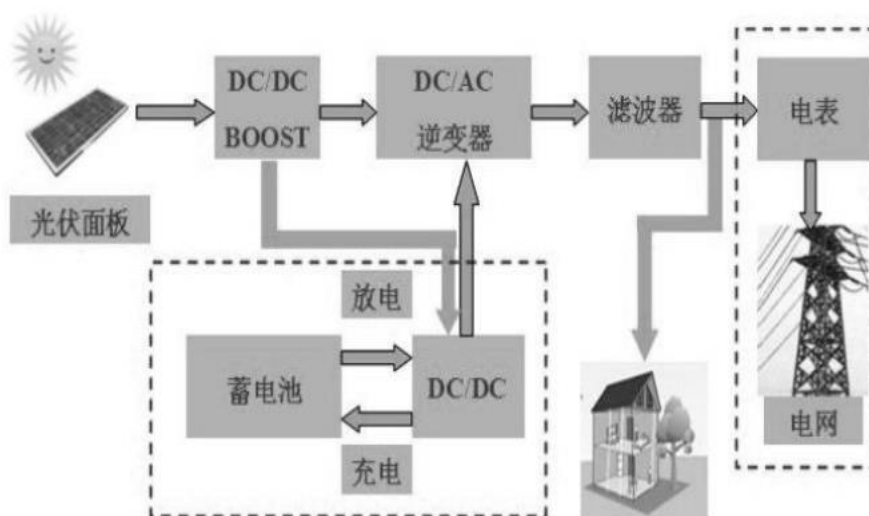 DC/DC
BOOST
DC/AC
逆变器
滤波器
电表
光伏面板
放电
蓄电池
DC/DC
充电
电网